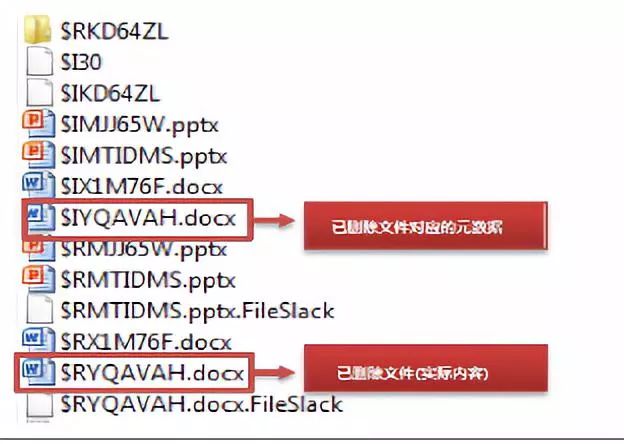 $RKD64ZL
$I30
$IKD64ZL
$IMJJ65W.pptx
$IMTIDMS.pptx
$IX1M76F.docx
$IYQAVAH.docx 已删除文件对应的元数据
$RMJJ65W.pptx
$RMTIDMS.pptx
$RMTIDMS.pptx.FileSlack
$RX1M76F.docx
$RYQAVAH.docx 已删除文件(实际内容)
$RYQAVAH.docx.FileSlack